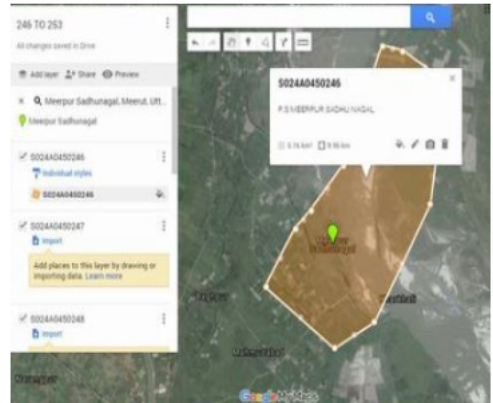 246 TO 253
All changes saved in Drive
Add layer Share Preview
Meerpur Sadhunagal, Meerut, Utt..
Meerpur Sadhunagal
S024A0450246
Individual styles
S024A0450246
S024A0450247
Import
Add places to this layer by drawing or
importing data. Learn more
S024A0450248
Import
S024A0450246
P.S MEERPUR SADHU NAGAL
Google My Maps